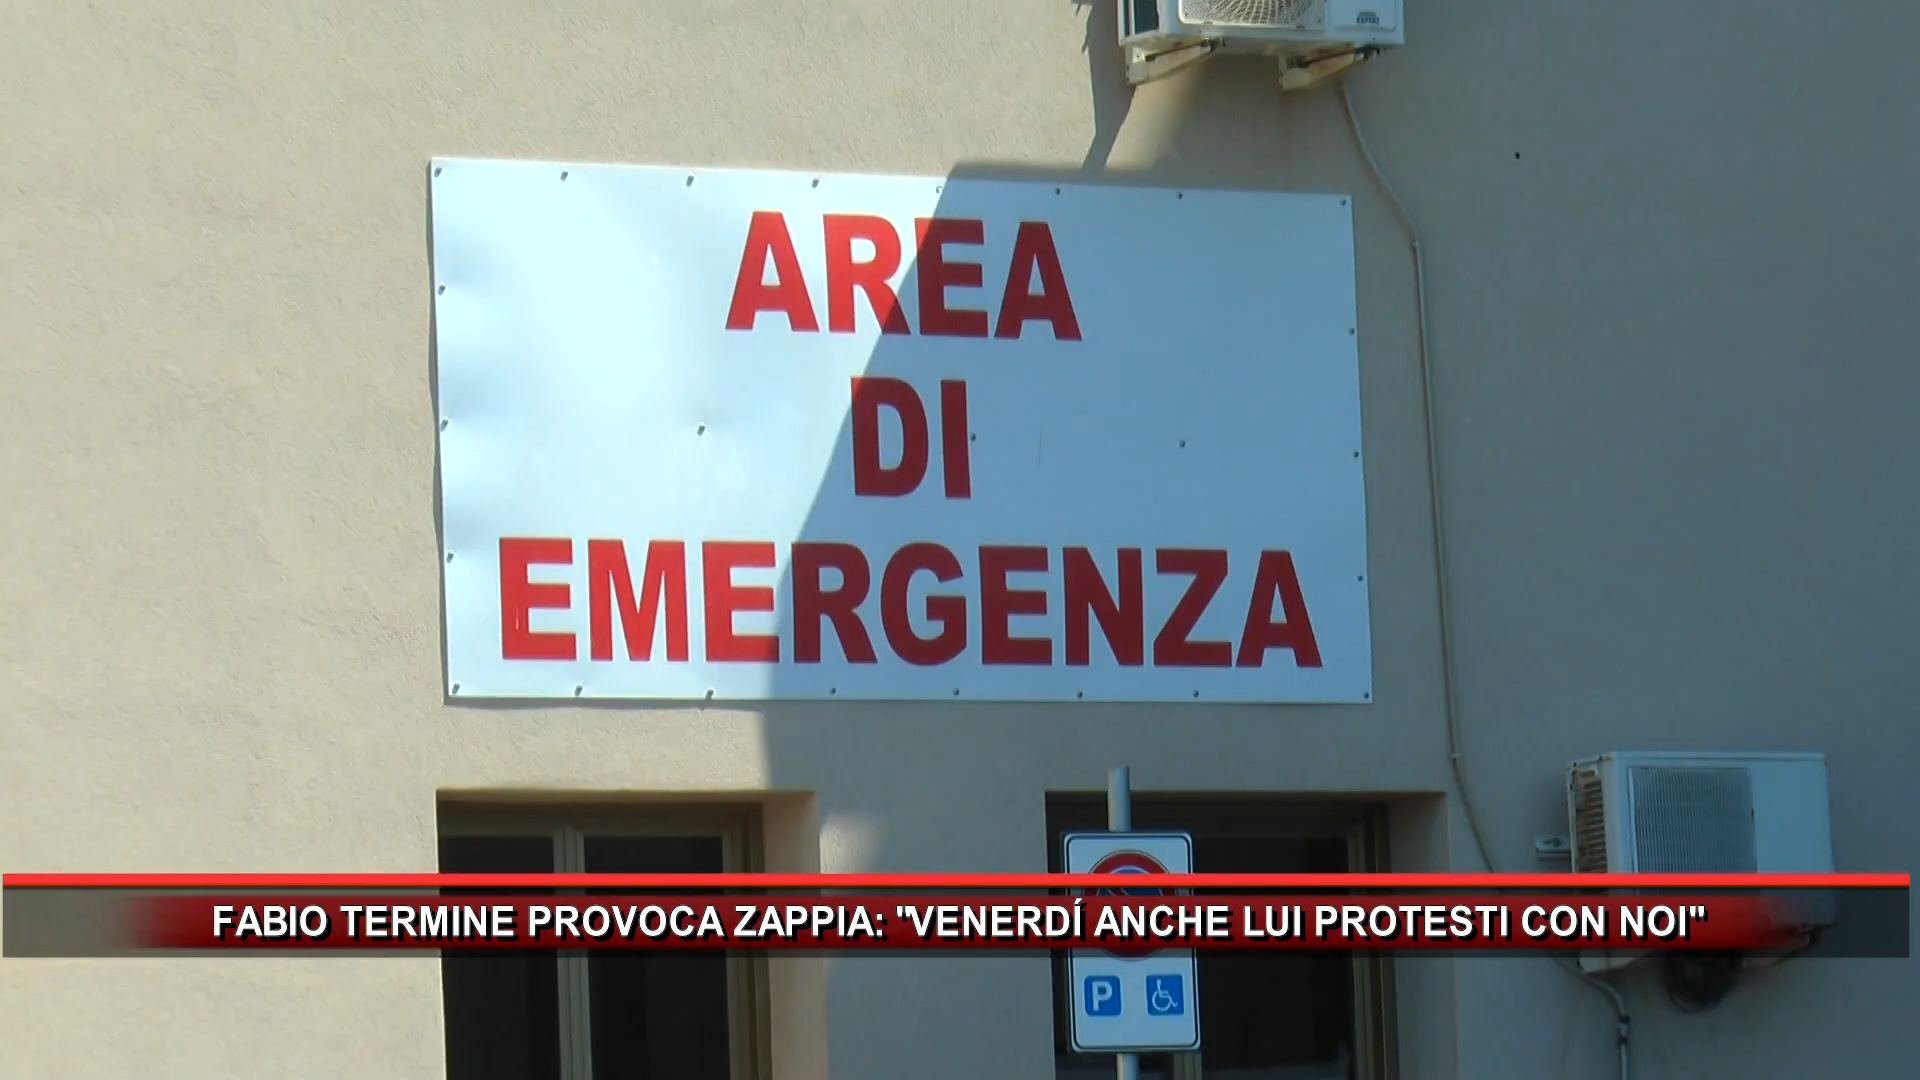 AREA
DI
EMERGENZA
FABIO TERMINE PROVOCA ZAPPIA: "VENERDÍ ANCHE LUI PROTESTI CON NOI"
P